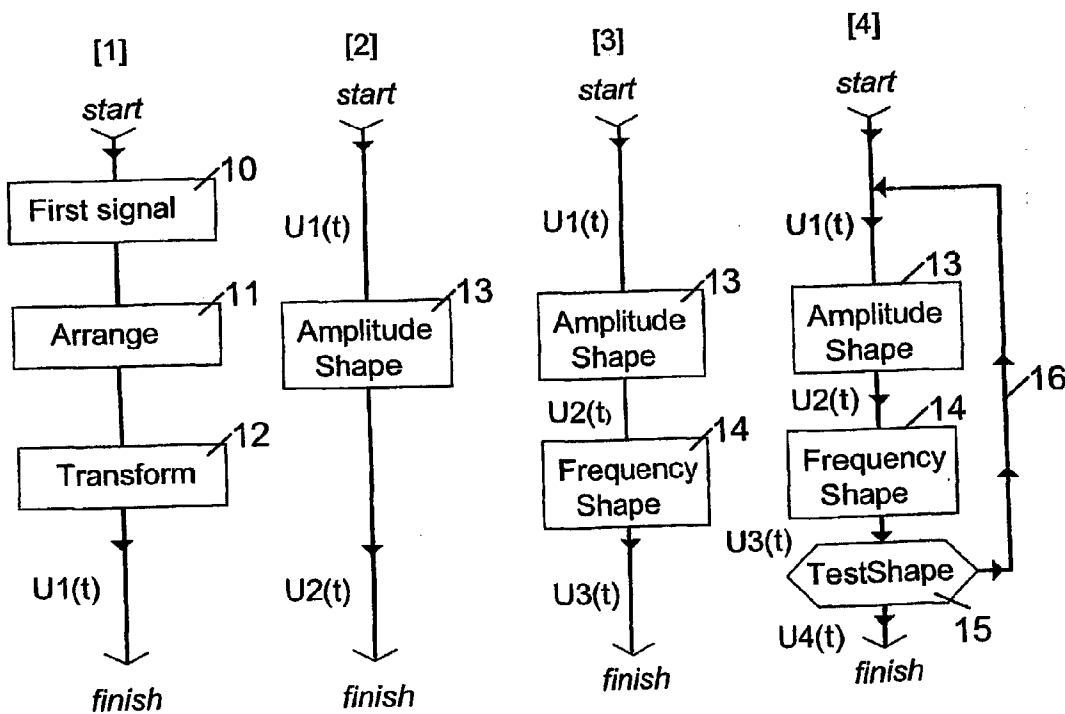 [1]
start
10
First signal
11
Arrange
12
Transform
U1(t)
finish
[2]
start
U1(t)
13
Amplitude
Shape
U2(t)
finish
[3]
start
U1(t)
13
Amplitude
Shape
U2(t)
14
Frequency
Shape
U3(t)
finish
[4]
start
U1(t)
13
Amplitude
Shape
16
U2(t)
14
Frequency
Shape
U3(t)
TestShape
15
U4(t)
finish